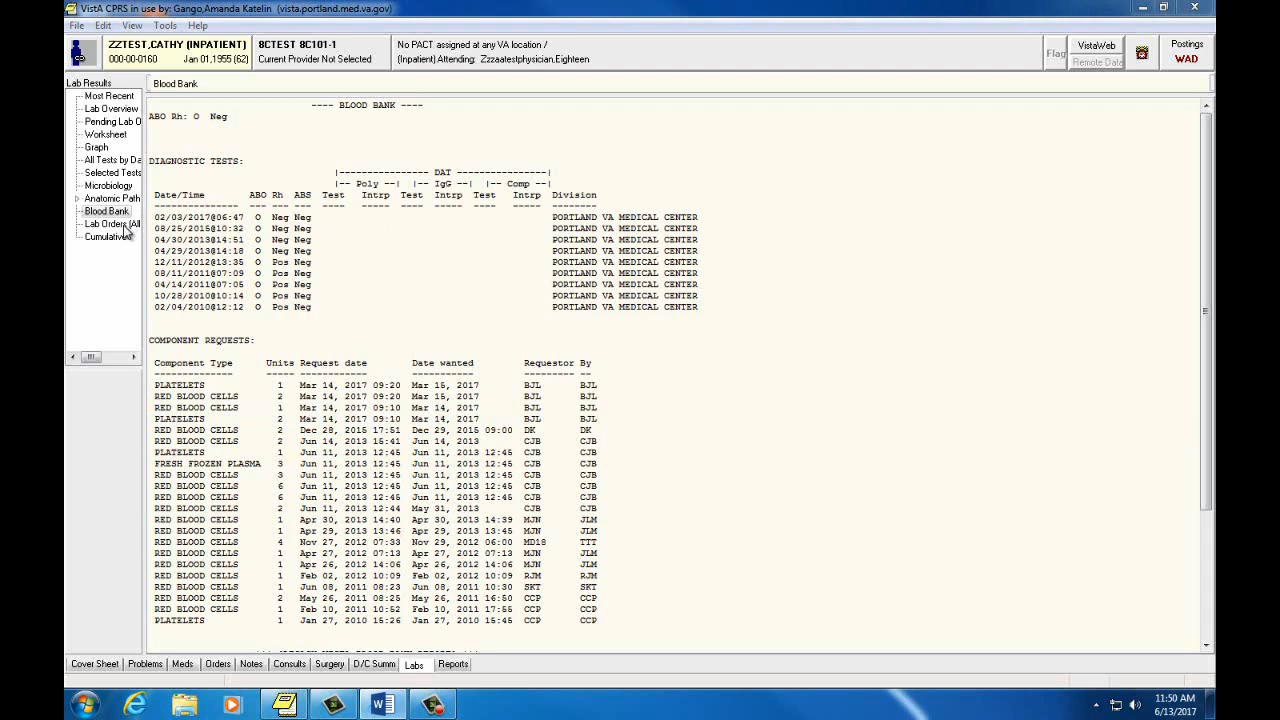 VistA CPRS in use by: Gango,Amanda Katelin (vista.portland.med.va.gov)
File Edit View Tools Help
ZZTEST,CATHY (INPATIENT) 8CTEST 8C101-1 No PACT assigned at any VA location / Flag VistaWeb Postings
000-00-0160 Jan 01,1955 (62) Current Provider Not Selected (Inpatient) Attending: Zzzaatestphysician,Eighteen Remote Data WAD
Lab Results
Most Recent
Lab Overview
Pending Lab O
Worksheet
Graph
All Tests by Da
Selected Tests
Microbiology
Anatomic Path
Blood Bank
Lab Orders (All
Cumulative
Blood Bank
---- BLOOD BANK ----
ABO Rh: O Neg
DIAGNOSTIC TESTS:
|---------------- DAT ----------------|
|-- Poly --| |-- IgG --| |-- Comp --|
Date/Time ABO Rh ABS Test Intrp Test Intrp Test Intrp Division
02/03/2017@06:47 O Neg Neg PORTLAND VA MEDICAL CENTER
08/25/2015@10:32 O Neg Neg PORTLAND VA MEDICAL CENTER
04/30/2013@14:51 O Neg Neg PORTLAND VA MEDICAL CENTER
04/29/2013@14:18 O Neg Neg PORTLAND VA MEDICAL CENTER
12/11/2012@13:35 O Pos Neg PORTLAND VA MEDICAL CENTER
08/11/2011@07:09 O Pos Neg PORTLAND VA MEDICAL CENTER
04/14/2011@07:05 O Pos Neg PORTLAND VA MEDICAL CENTER
10/28/2010@10:14 O Pos Neg PORTLAND VA MEDICAL CENTER
02/04/2010@12:12 O Pos Neg PORTLAND VA MEDICAL CENTER
COMPONENT REQUESTS:
Component Type Units Request date Date wanted Requestor By
PLATELETS 1 Mar 14, 2017 09:20 Mar 15, 2017 BJL BJL
RED BLOOD CELLS 2 Mar 14, 2017 09:20 Mar 15, 2017 BJL BJL
RED BLOOD CELLS 1 Mar 14, 2017 09:10 Mar 14, 2017 BJL BJL
PLATELETS 2 Mar 14, 2017 09:10 Mar 14, 2017 BJL BJL
RED BLOOD CELLS 2 Dec 28, 2015 17:51 Dec 29, 2015 09:00 DK DK
RED BLOOD CELLS 2 Jun 14, 2013 15:41 Jun 14, 2013 CJB CJB
PLATELETS 1 Jun 11, 2013 12:45 Jun 11, 2013 12:45 CJB CJB
FRESH FROZEN PLASMA 3 Jun 11, 2013 12:45 Jun 11, 2013 12:45 CJB CJB
RED BLOOD CELLS 3 Jun 11, 2013 12:45 Jun 11, 2013 12:45 CJB CJB
RED BLOOD CELLS 6 Jun 11, 2013 12:45 Jun 11, 2013 12:45 CJB CJB
RED BLOOD CELLS 6 Jun 11, 2013 12:45 Jun 11, 2013 12:45 CJB CJB
RED BLOOD CELLS 2 Jun 11, 2013 12:44 May 31, 2013 CJB CJB
RED BLOOD CELLS 1 Apr 30, 2013 14:40 Apr 30, 2013 14:39 MJN JLM
RED BLOOD CELLS 1 Apr 29, 2013 13:46 Apr 29, 2013 13:45 MJN JLM
RED BLOOD CELLS 4 Nov 27, 2012 07:33 Nov 29, 2012 06:00 MD18 TTT
RED BLOOD CELLS 1 Apr 27, 2012 07:13 Apr 27, 2012 07:13 MJN JLM
RED BLOOD CELLS 1 Apr 26, 2012 14:06 Apr 26, 2012 14:06 MJN JLM
RED BLOOD CELLS 1 Feb 02, 2012 10:09 Feb 02, 2012 10:09 RJM RJM
RED BLOOD CELLS 1 Jun 08, 2011 08:23 Jun 08, 2011 10:30 SKT SKT
RED BLOOD CELLS 2 May 26, 2011 08:25 May 26, 2011 16:50 CCP CCP
RED BLOOD CELLS 1 Feb 10, 2011 10:52 Feb 10, 2011 17:55 CCP CCP
PLATELETS 1 Jan 27, 2010 15:26 Jan 27, 2010 15:45 CCP CCP
Cover Sheet Problems Meds Orders Notes Consults Surgery D/C Summ Labs Reports
11:50 AM
6/13/2017